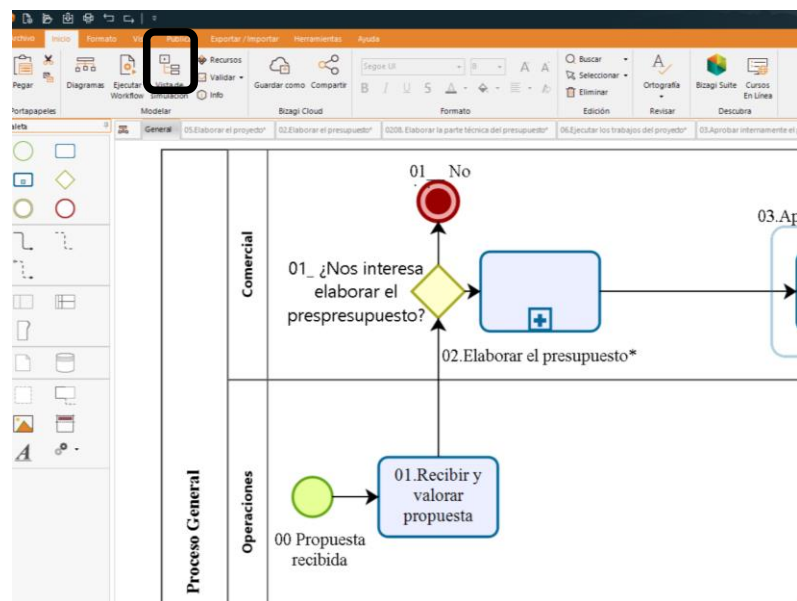 Archivo Inicio Formato Vi Public Exportar / Importar Herramientas Ayuda
Pegar Diagramas Ejecutar Workflow Vista de simulación Recursos Validar Info Guardar como Compartir Segoe UI 8 A A Buscar Seleccionar Eliminar Ortografía Bizagi Suite Cursos En Línea
B I U S A
Portapapeles Modelar Bizagi Cloud Formato Edición Revisar Descubra
aleta General 05.Elaborar el proyecto* 02.Elaborar el presupuesto* 0208. Elaborar la parte técnica del presupuesto* 06.Ejecutar los trabajos del proyecto* 03.Aprobar internamente el
01_ No
03.Ap
Comercial
01_ ¿Nos interesa
elaborar el
prespresupuesto?
02.Elaborar el presupuesto*
Proceso General
Operaciones
01.Recibir y
valorar
propuesta
00 Propuesta
recibida
A